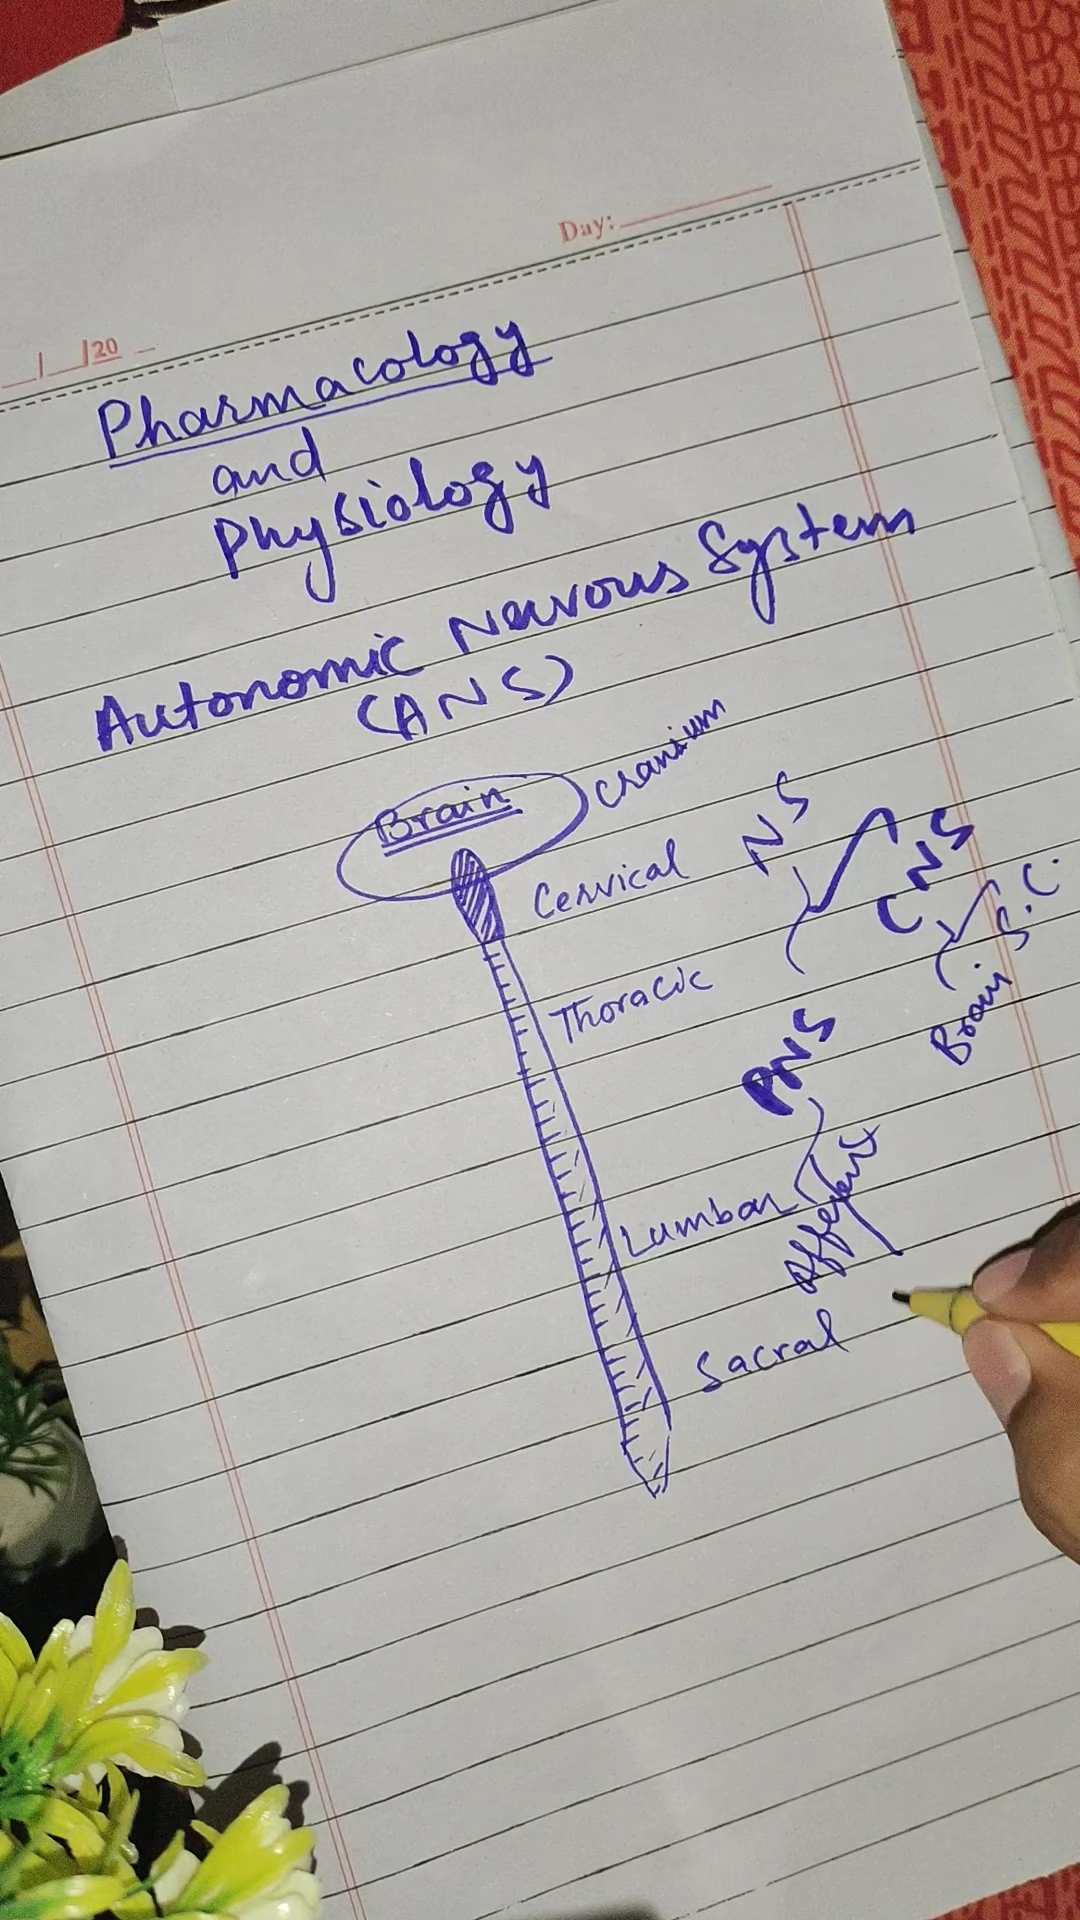 Day:
/ /20
Pharmacology
and
Physiology
Autonomic Nervous System
(ANS)
Brain
Cranium
Cervical
Thoracic
Lumbar
Sacral
NS
CNS
Brain
S.C.
PNS
Afferent